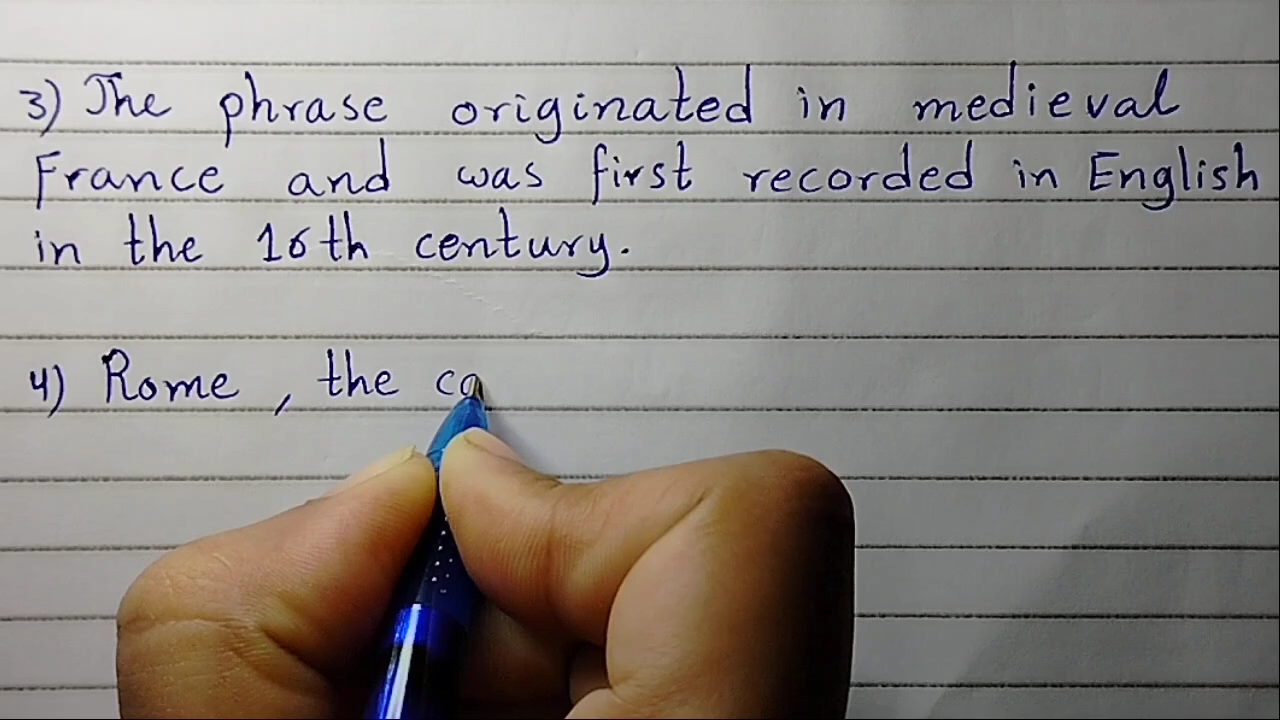 3) The phrase originated in medieval
France and was first recorded in English
in the 16th century.
4) Rome, the ca